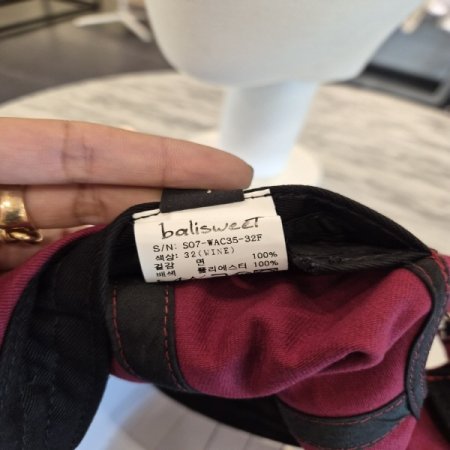 balisweet
S/N: S07-WAC35-32F
색상: 32(WINE)
겉감 면 100%
배색 폴리에스터 100%